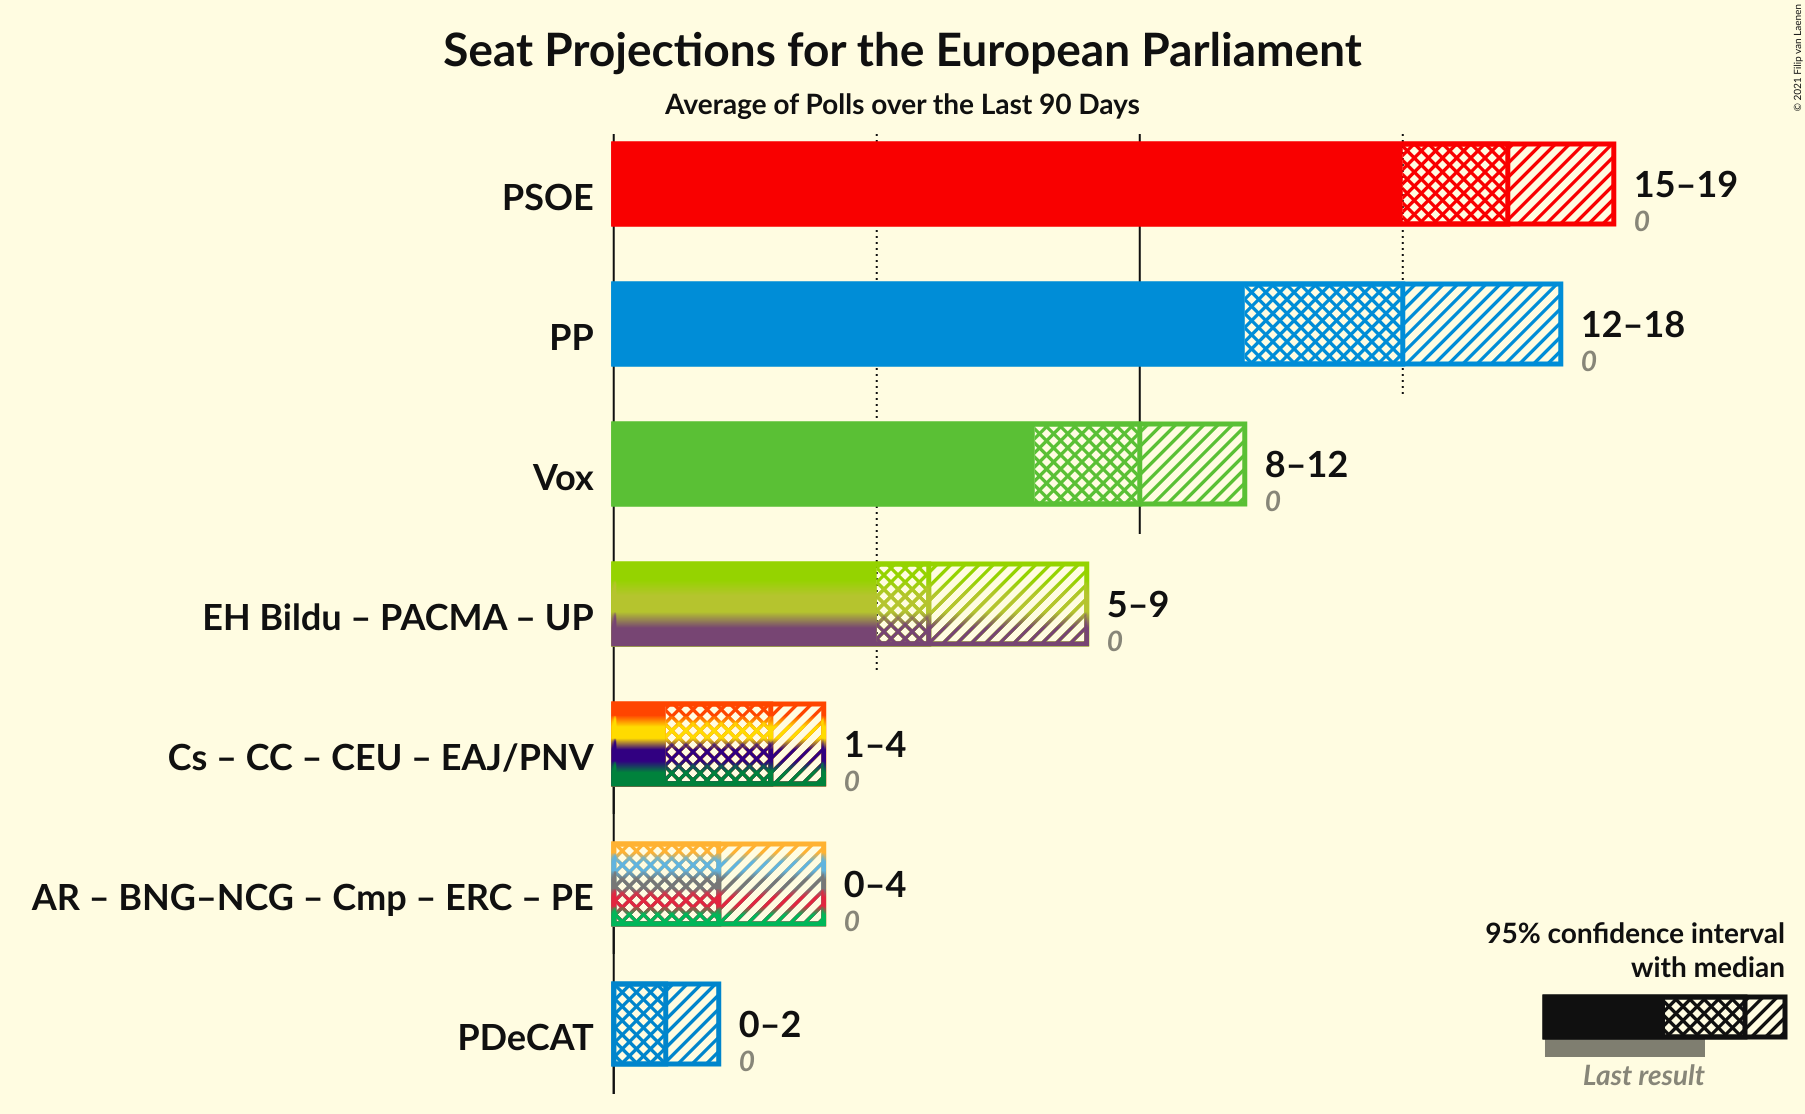 Seat Projections for the European Parliament
Average of Polls over the Last 90 Days
© 2021 Filip van Laenen
PSOE
15–19
0
PP
12–18
0
Vox
8–12
0
EH Bildu – PACMA – UP
5–9
0
Cs – CC – CEU – EAJ/PNV
1–4
0
AR – BNG–NCG – Cmp – ERC – PE
0–4
0
PDeCAT
0–2
0
95% confidence interval
with median
Last result